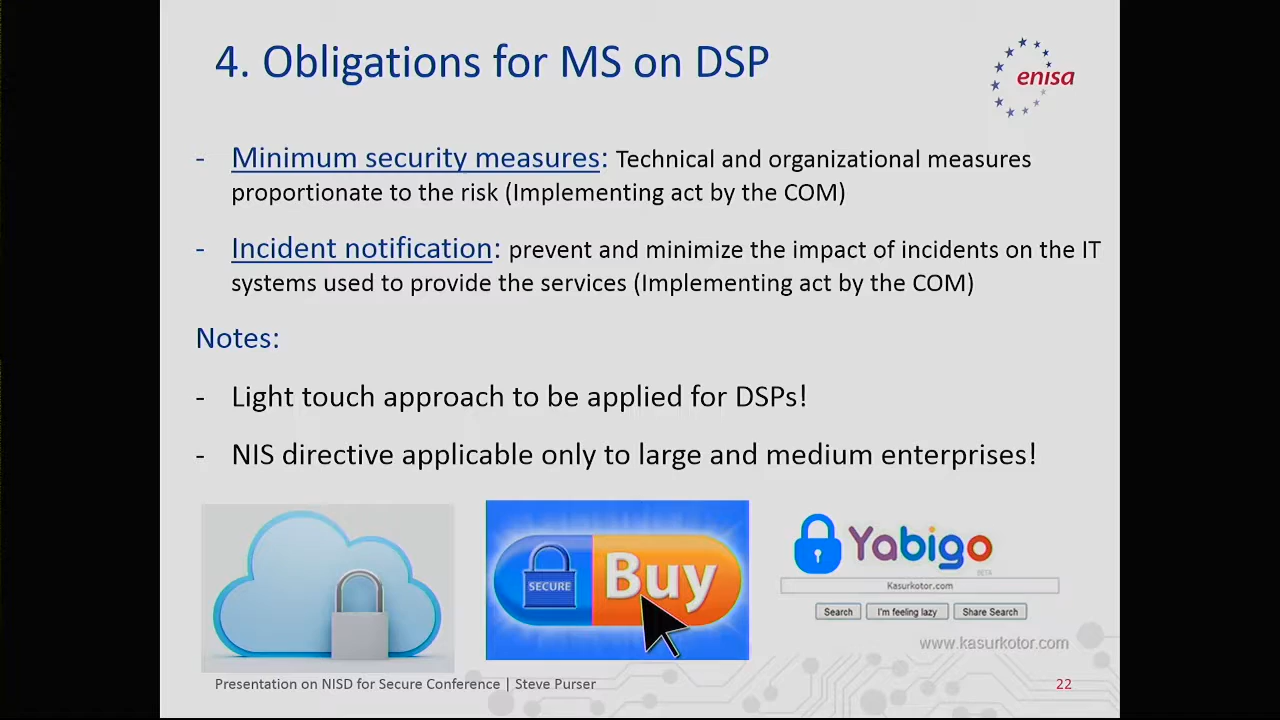 4. Obligations for MS on DSP
enisa
- Minimum security measures: Technical and organizational measures
proportionate to the risk (Implementing act by the COM)
- Incident notification: prevent and minimize the impact of incidents on the IT
systems used to provide the services (Implementing act by the COM)
Notes:
- Light touch approach to be applied for DSPs!
- NIS directive applicable only to large and medium enterprises!
SECURE
Buy
Yabigo
BETA
Kasurkotor.com
Search I'm feeling lazy Share Search
www.kasurkotor.com
Presentation on NISD for Secure Conference | Steve Purser
22